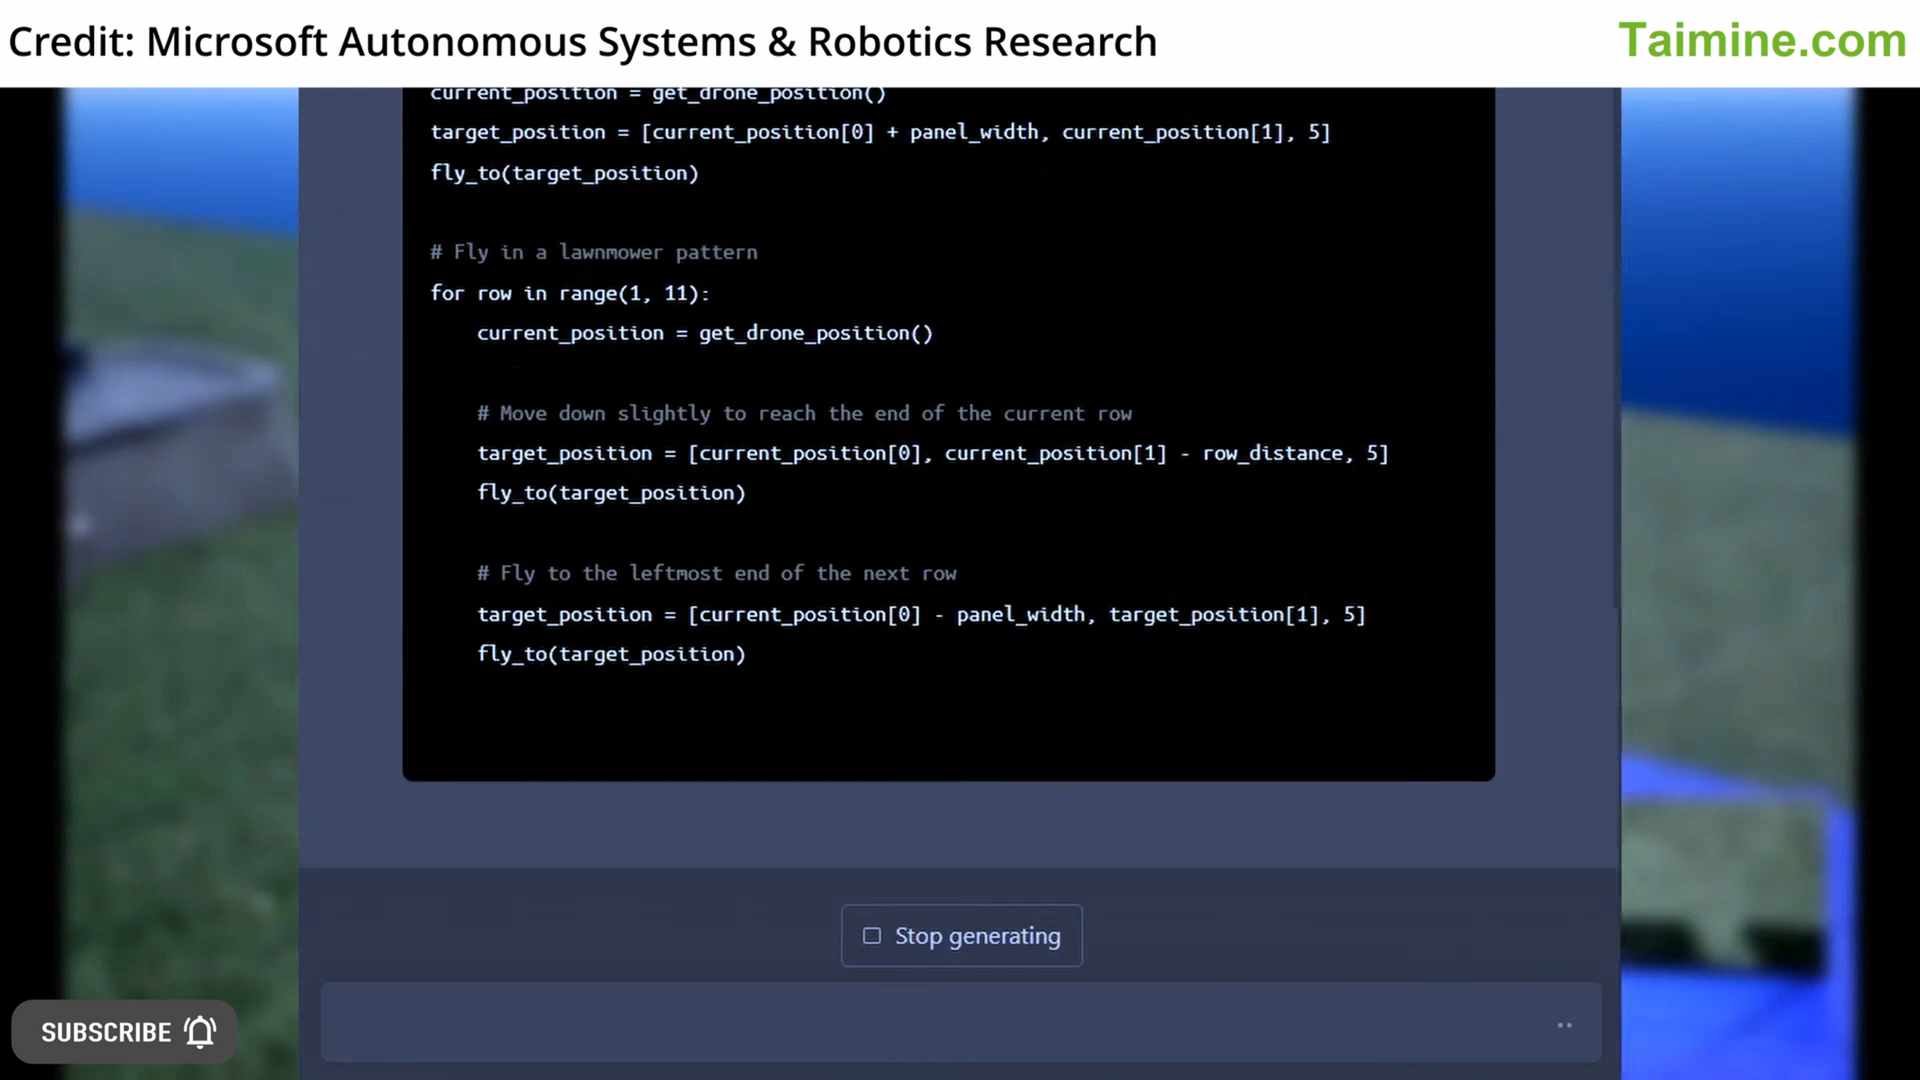 Credit: Microsoft Autonomous Systems & Robotics Research
Taimine.com
current_position = get_drone_position()
target_position = [current_position[0] + panel_width, current_position[1], 5]
fly_to(target_position)
# Fly in a lawnmower pattern
for row in range(1, 11):
current_position = get_drone_position()
# Move down slightly to reach the end of the current row
target_position = [current_position[0], current_position[1] - row_distance, 5]
fly_to(target_position)
# Fly to the leftmost end of the next row
target_position = [current_position[0] - panel_width, target_position[1], 5]
fly_to(target_position)
Stop generating
SUBSCRIBE